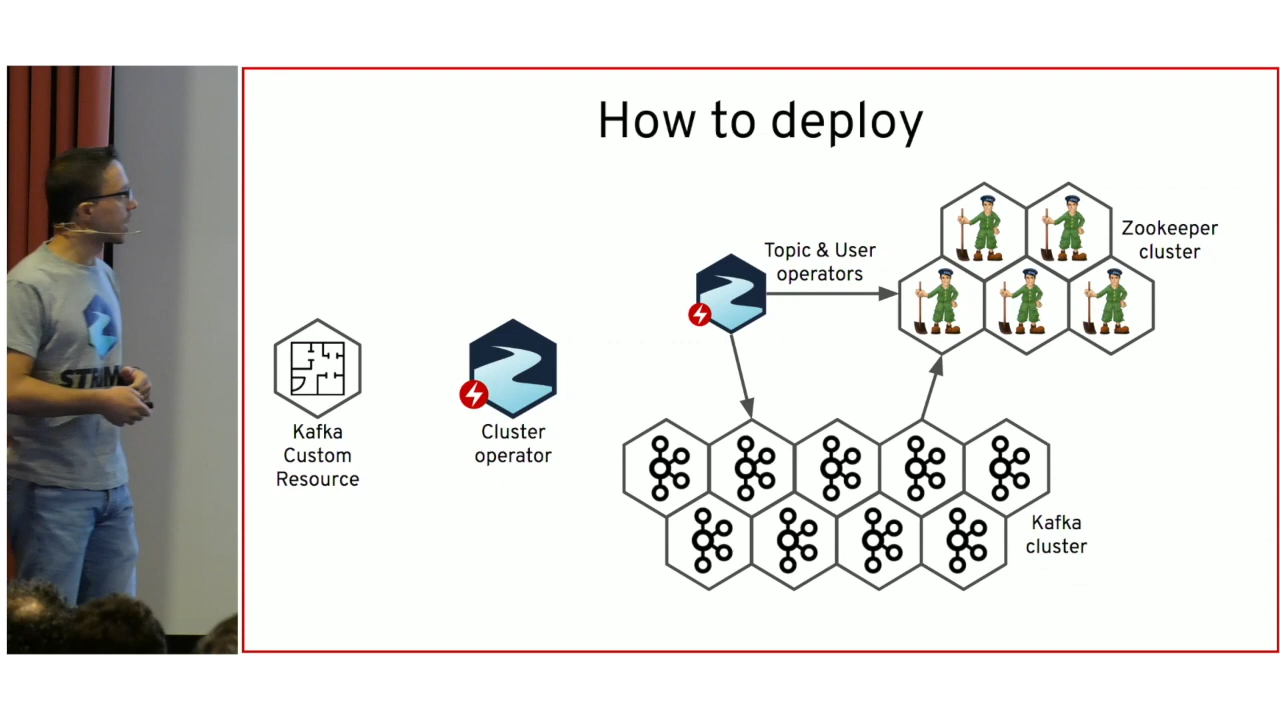 How to deploy
Topic & User
operators
Zookeeper
cluster
Kafka
Custom
Resource
Cluster
operator
Kafka
cluster